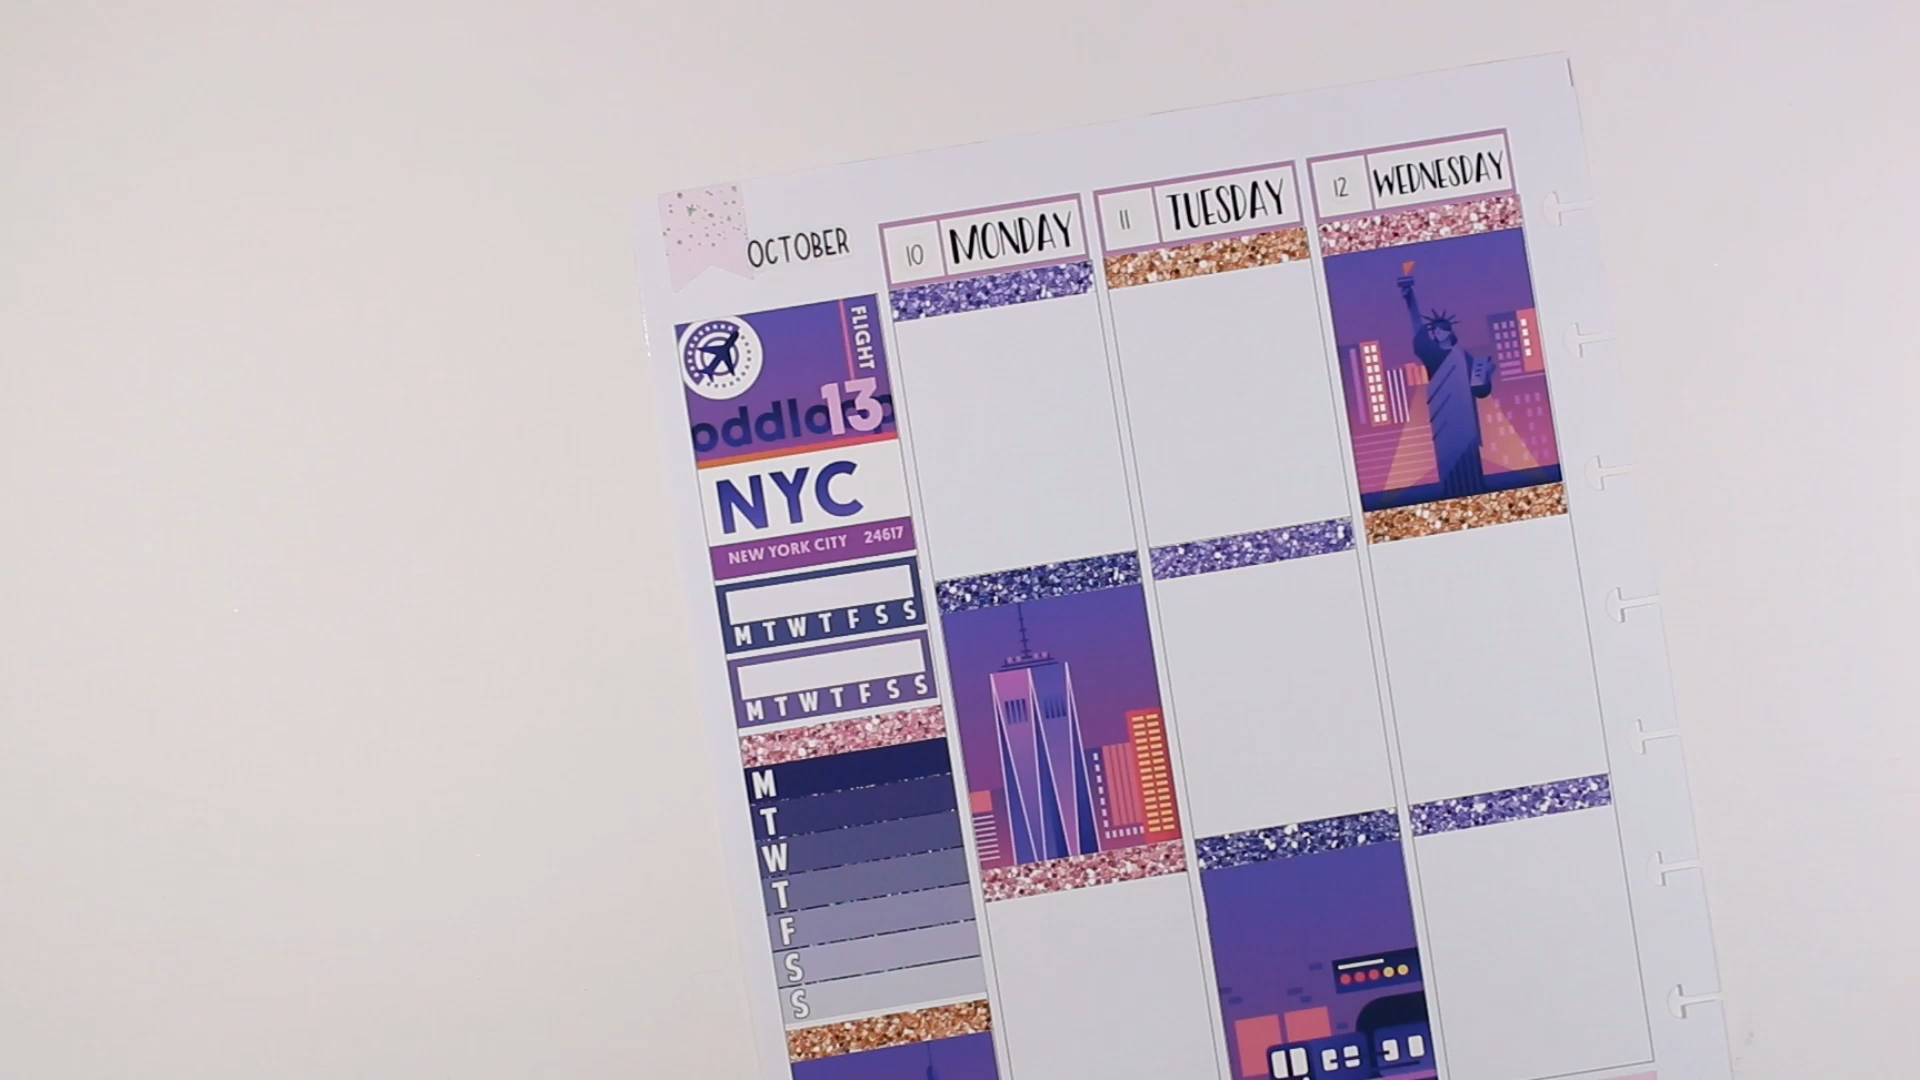 OCTOBER
10 MONDAY
11 TUESDAY
12 WEDNESDAY
FLIGHT
13
NYC
NEW YORK CITY 24617
M T W T F S S
M T W T F S S
M
T
W
T
F
S
S